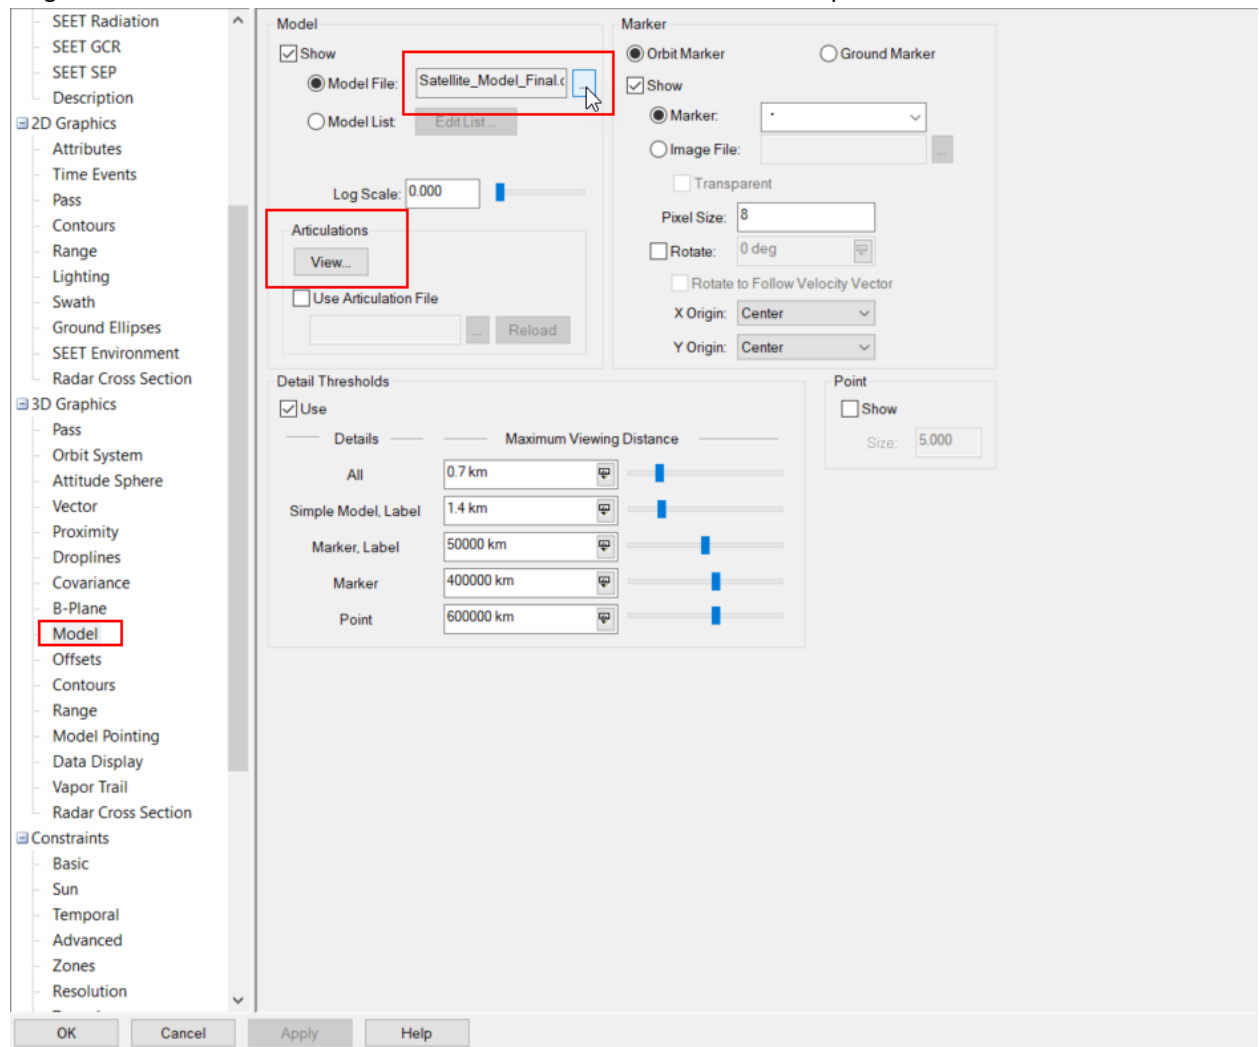 SEET Radiation
SEET GCR
SEET SEP
Description
2D Graphics
Attributes
Time Events
Pass
Contours
Range
Lighting
Swath
Ground Ellipses
SEET Environment
Radar Cross Section
3D Graphics
Pass
Orbit System
Attitude Sphere
Vector
Proximity
Droplines
Covariance
B-Plane
Model
Offsets
Contours
Range
Model Pointing
Data Display
Vapor Trail
Radar Cross Section
Constraints
Basic
Sun
Temporal
Advanced
Zones
Resolution
Model
Show
Model File: Satellite_Model_Final.c ...
Model List: Edit List ...
Log Scale: 0.000
Articulations
View...
Use Articulation File
... Reload
Marker
Orbit Marker Ground Marker
Show
Marker:
Image File: ...
Transparent
Pixel Size: 8
Rotate: 0 deg
Rotate to Follow Velocity Vector
X Origin: Center
Y Origin: Center
Detail Thresholds
Use
Details Maximum Viewing Distance
All 0.7 km
Simple Model, Label 1.4 km
Marker, Label 50000 km
Marker 400000 km
Point 600000 km
Point
Show
Size: 5.000
OK Cancel Apply Help